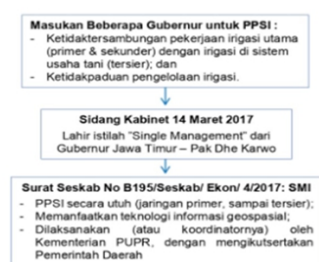 Masukan Beberapa Gubernur untuk PPSI :
- Ketidaktersambungan pekerjaan irigasi utama
(primer & sekunder) dengan irigasi di sistem
usaha tani (tersier); dan
- Ketidakpaduan pengelolaan irigasi.
Sidang Kabinet 14 Maret 2017
Lahir istilah "Single Management" dari
Gubernur Jawa Timur – Pak Dhe Karwo
Surat Seskab No B195/Seskab/ Ekon/ 4/2017: SMI
- PPSI secara utuh (jaringan primer, sampai tersier);
- Memanfaatkan teknologi informasi geospasial;
- Dilaksanakan (atau koordinatornya) oleh
Kementerian PUPR, dengan mengikutsertakan
Pemerintah Daerah